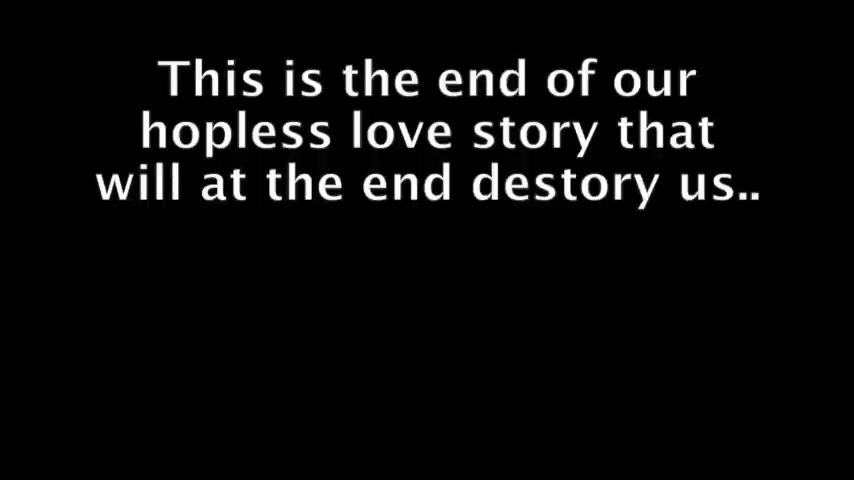 This is the end of our
hopless love story that
will at the end destory us..